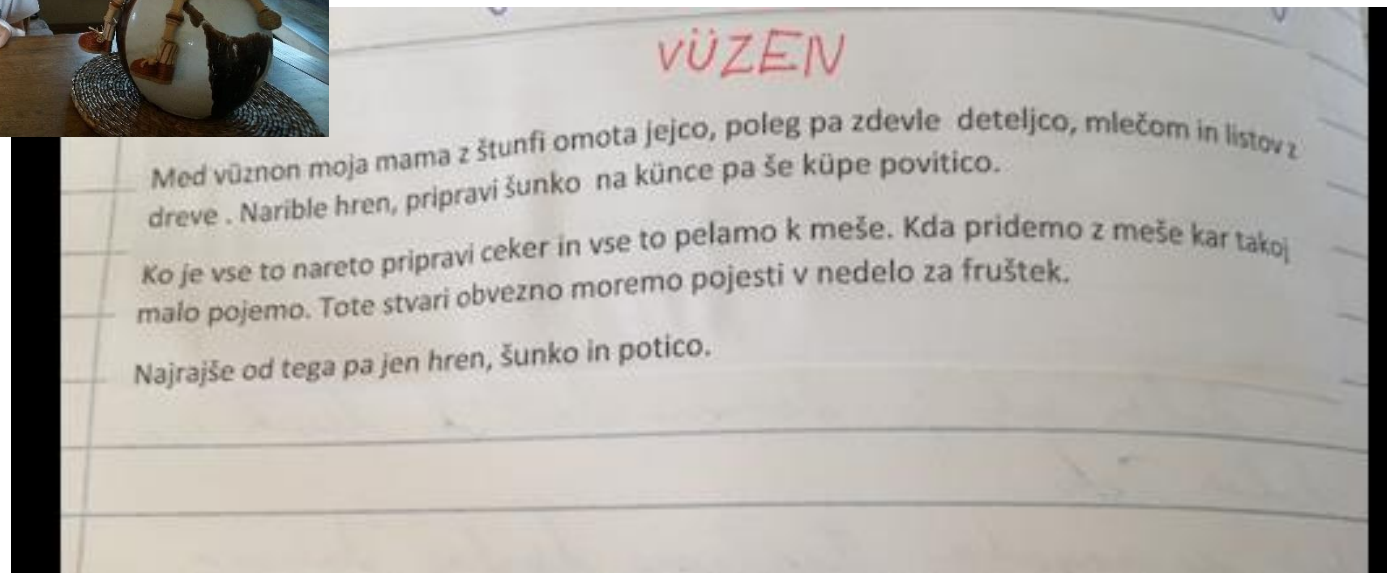 VÜZEN
Med vüznon moja mama z štunfi omota jejco, poleg pa zdevle deteljco, mlečom in listov z
dreve . Narible hren, pripravi šunko na künce pa še küpe povitico.
Ko je vse to nareto pripravi ceker in vse to pelamo k meše. Kda pridemo z meše kar takoj
malo pojemo. Tote stvari obvezno moremo pojesti v nedelo za fruštek.
Najrajše od tega pa jen hren, šunko in potico.